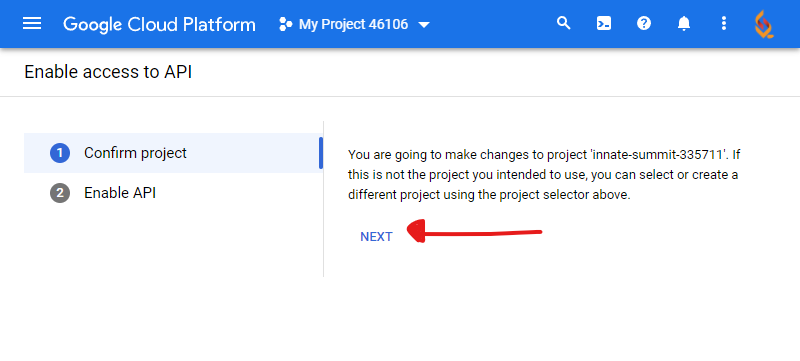 Google Cloud Platform
My Project 46106
Enable access to API
1 Confirm project
2 Enable API
You are going to make changes to project 'innate-summit-335711'. If
this is not the project you intended to use, you can select or create a
different project using the project selector above.
NEXT